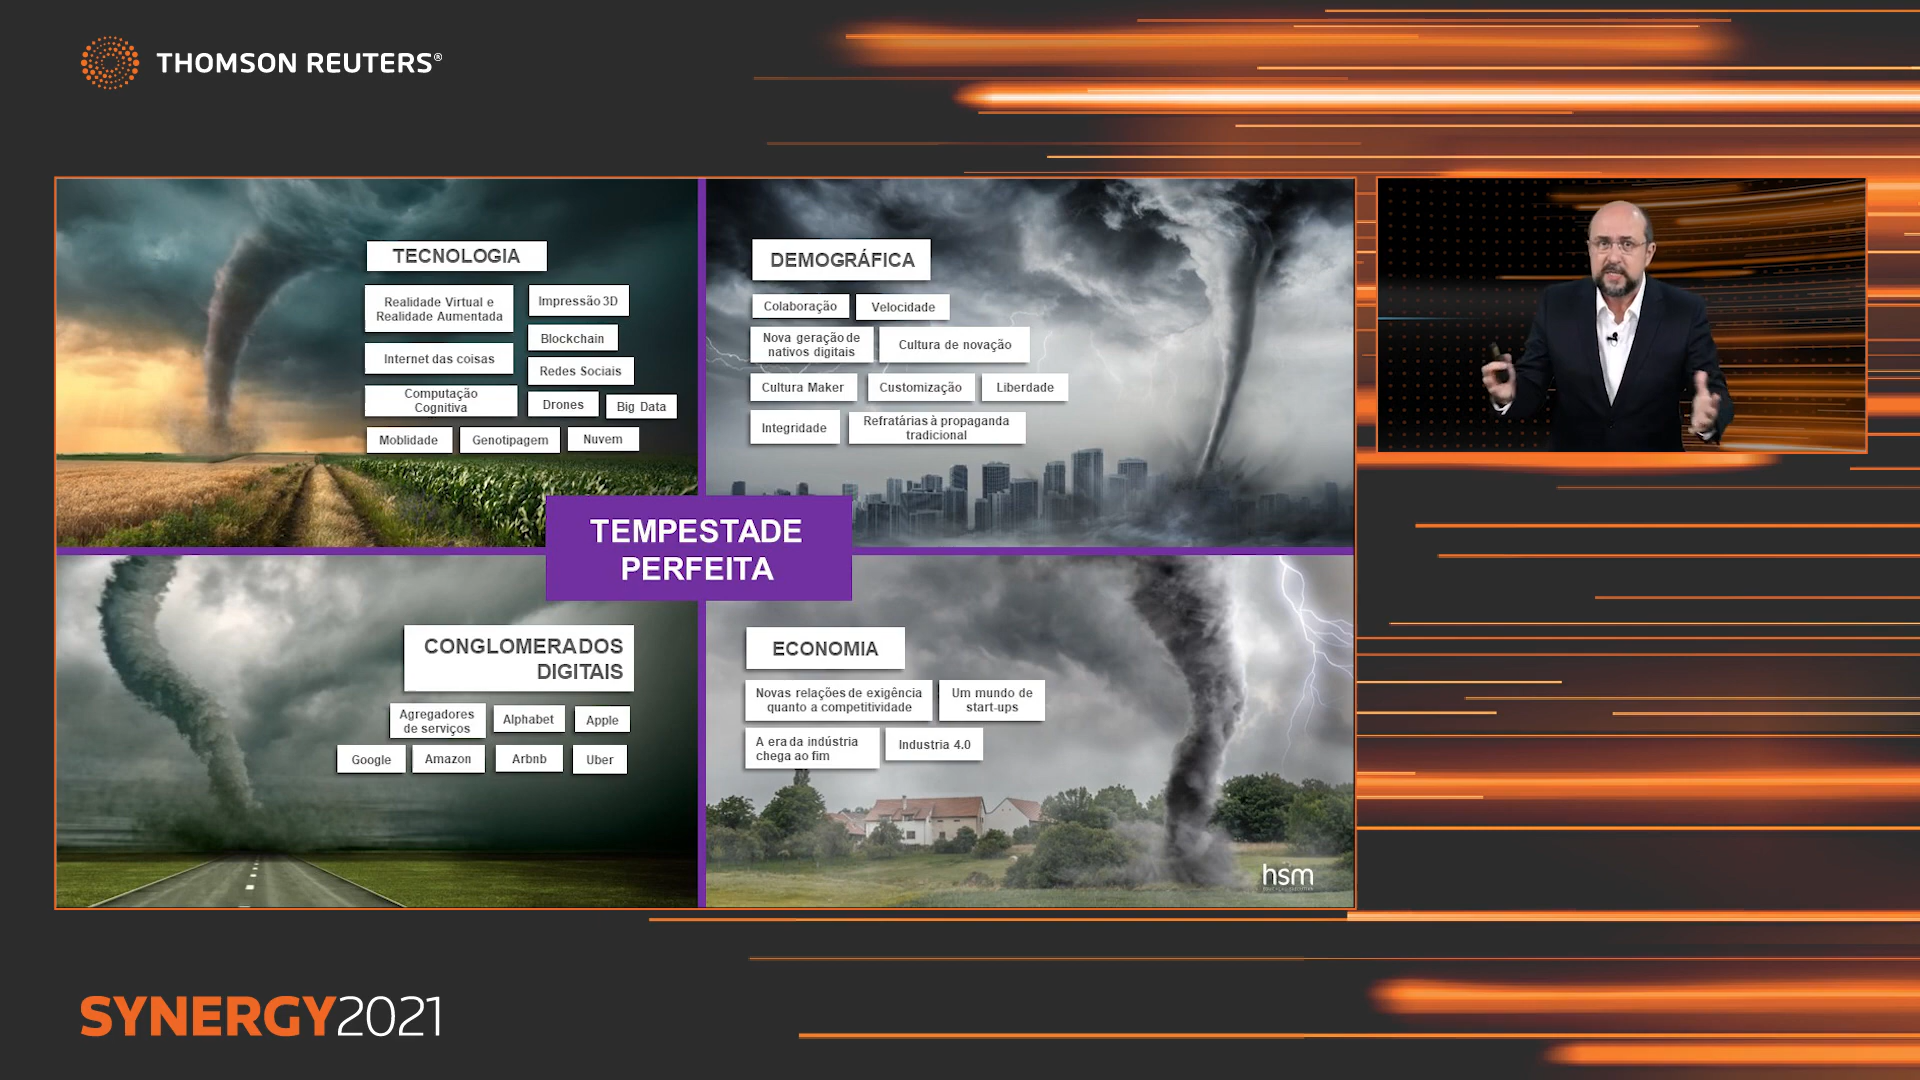 THOMSON REUTERS®
TECNOLOGIA
Realidade Virtual e
Realidade Aumentada
Impressão 3D
Blockchain
Internet das coisas
Redes Sociais
Computação
Cognitiva
Drones
Big Data
Moblidade
Genotipagem
Nuvem
DEMOGRÁFICA
Colaboração
Velocidade
Nova geração de
nativos digitais
Cultura de novação
Cultura Maker
Customização
Liberdade
Integridade
Refratárias à propaganda
tradicional
TEMPESTADE
PERFEITA
CONGLOMERADOS
DIGITAIS
Agregadores
de serviços
Alphabet
Apple
Google
Amazon
Arbnb
Uber
ECONOMIA
Novas relações de exigência
quanto a competitividade
Um mundo de
start-ups
A era da indústria
chega ao fim
Industria 4.0
hsm
SYNERGY2021